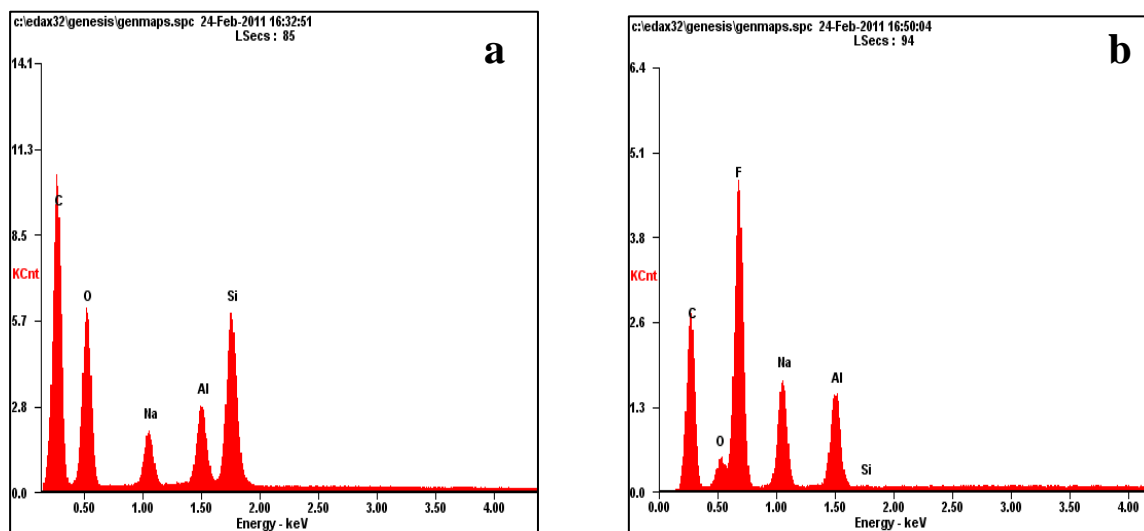 c:\edax32\genesis\genmaps.spc 24-Feb-2011 16:32:51
LSecs : 85
a
14.1
11.3
8.5
KCnt
5.7
2.8
0.0
C
O
Na
Al
Si
0.50 1.00 1.50 2.00 2.50 3.00 3.50 4.00
Energy - keV
c:\edax32\genesis\genmaps.spc 24-Feb-2011 16:50:04
LSecs : 94
b
6.4
5.1
3.8
KCnt
2.6
1.3
0.0
C
O
F
Na
Al
Si
0.50 1.00 1.50 2.00 2.50 3.00 3.50 4.00
Energy - keV